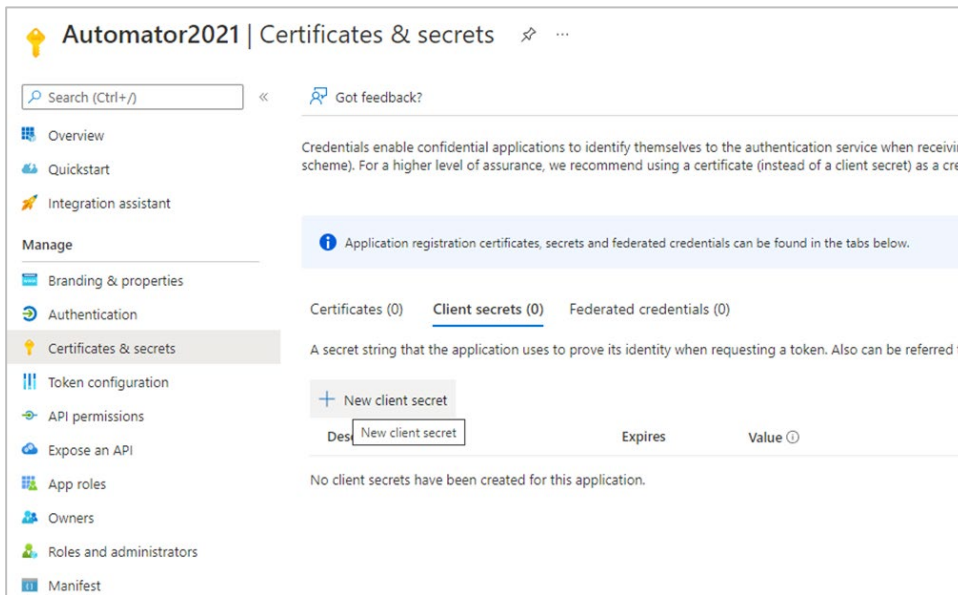 Automator2021 | Certificates & secrets
Search (Ctrl+/)
Overview
Quickstart
Integration assistant
Manage
Branding & properties
Authentication
Certificates & secrets
Token configuration
API permissions
Expose an API
App roles
Owners
Roles and administrators
Manifest
Got feedback?
Credentials enable confidential applications to identify themselves to the authentication service when
scheme). For a higher level of assurance, we recommend using a certificate (instead of a client secret) as a
Application registration certificates, secrets and federated credentials can be found in the tabs below.
Certificates (0) Client secrets (0) Federated credentials (0)
A secret string that the application uses to prove its identity when requesting a token. Also can be referred
New client secret
New client secret
Expires Value
No client secrets have been created for this application.